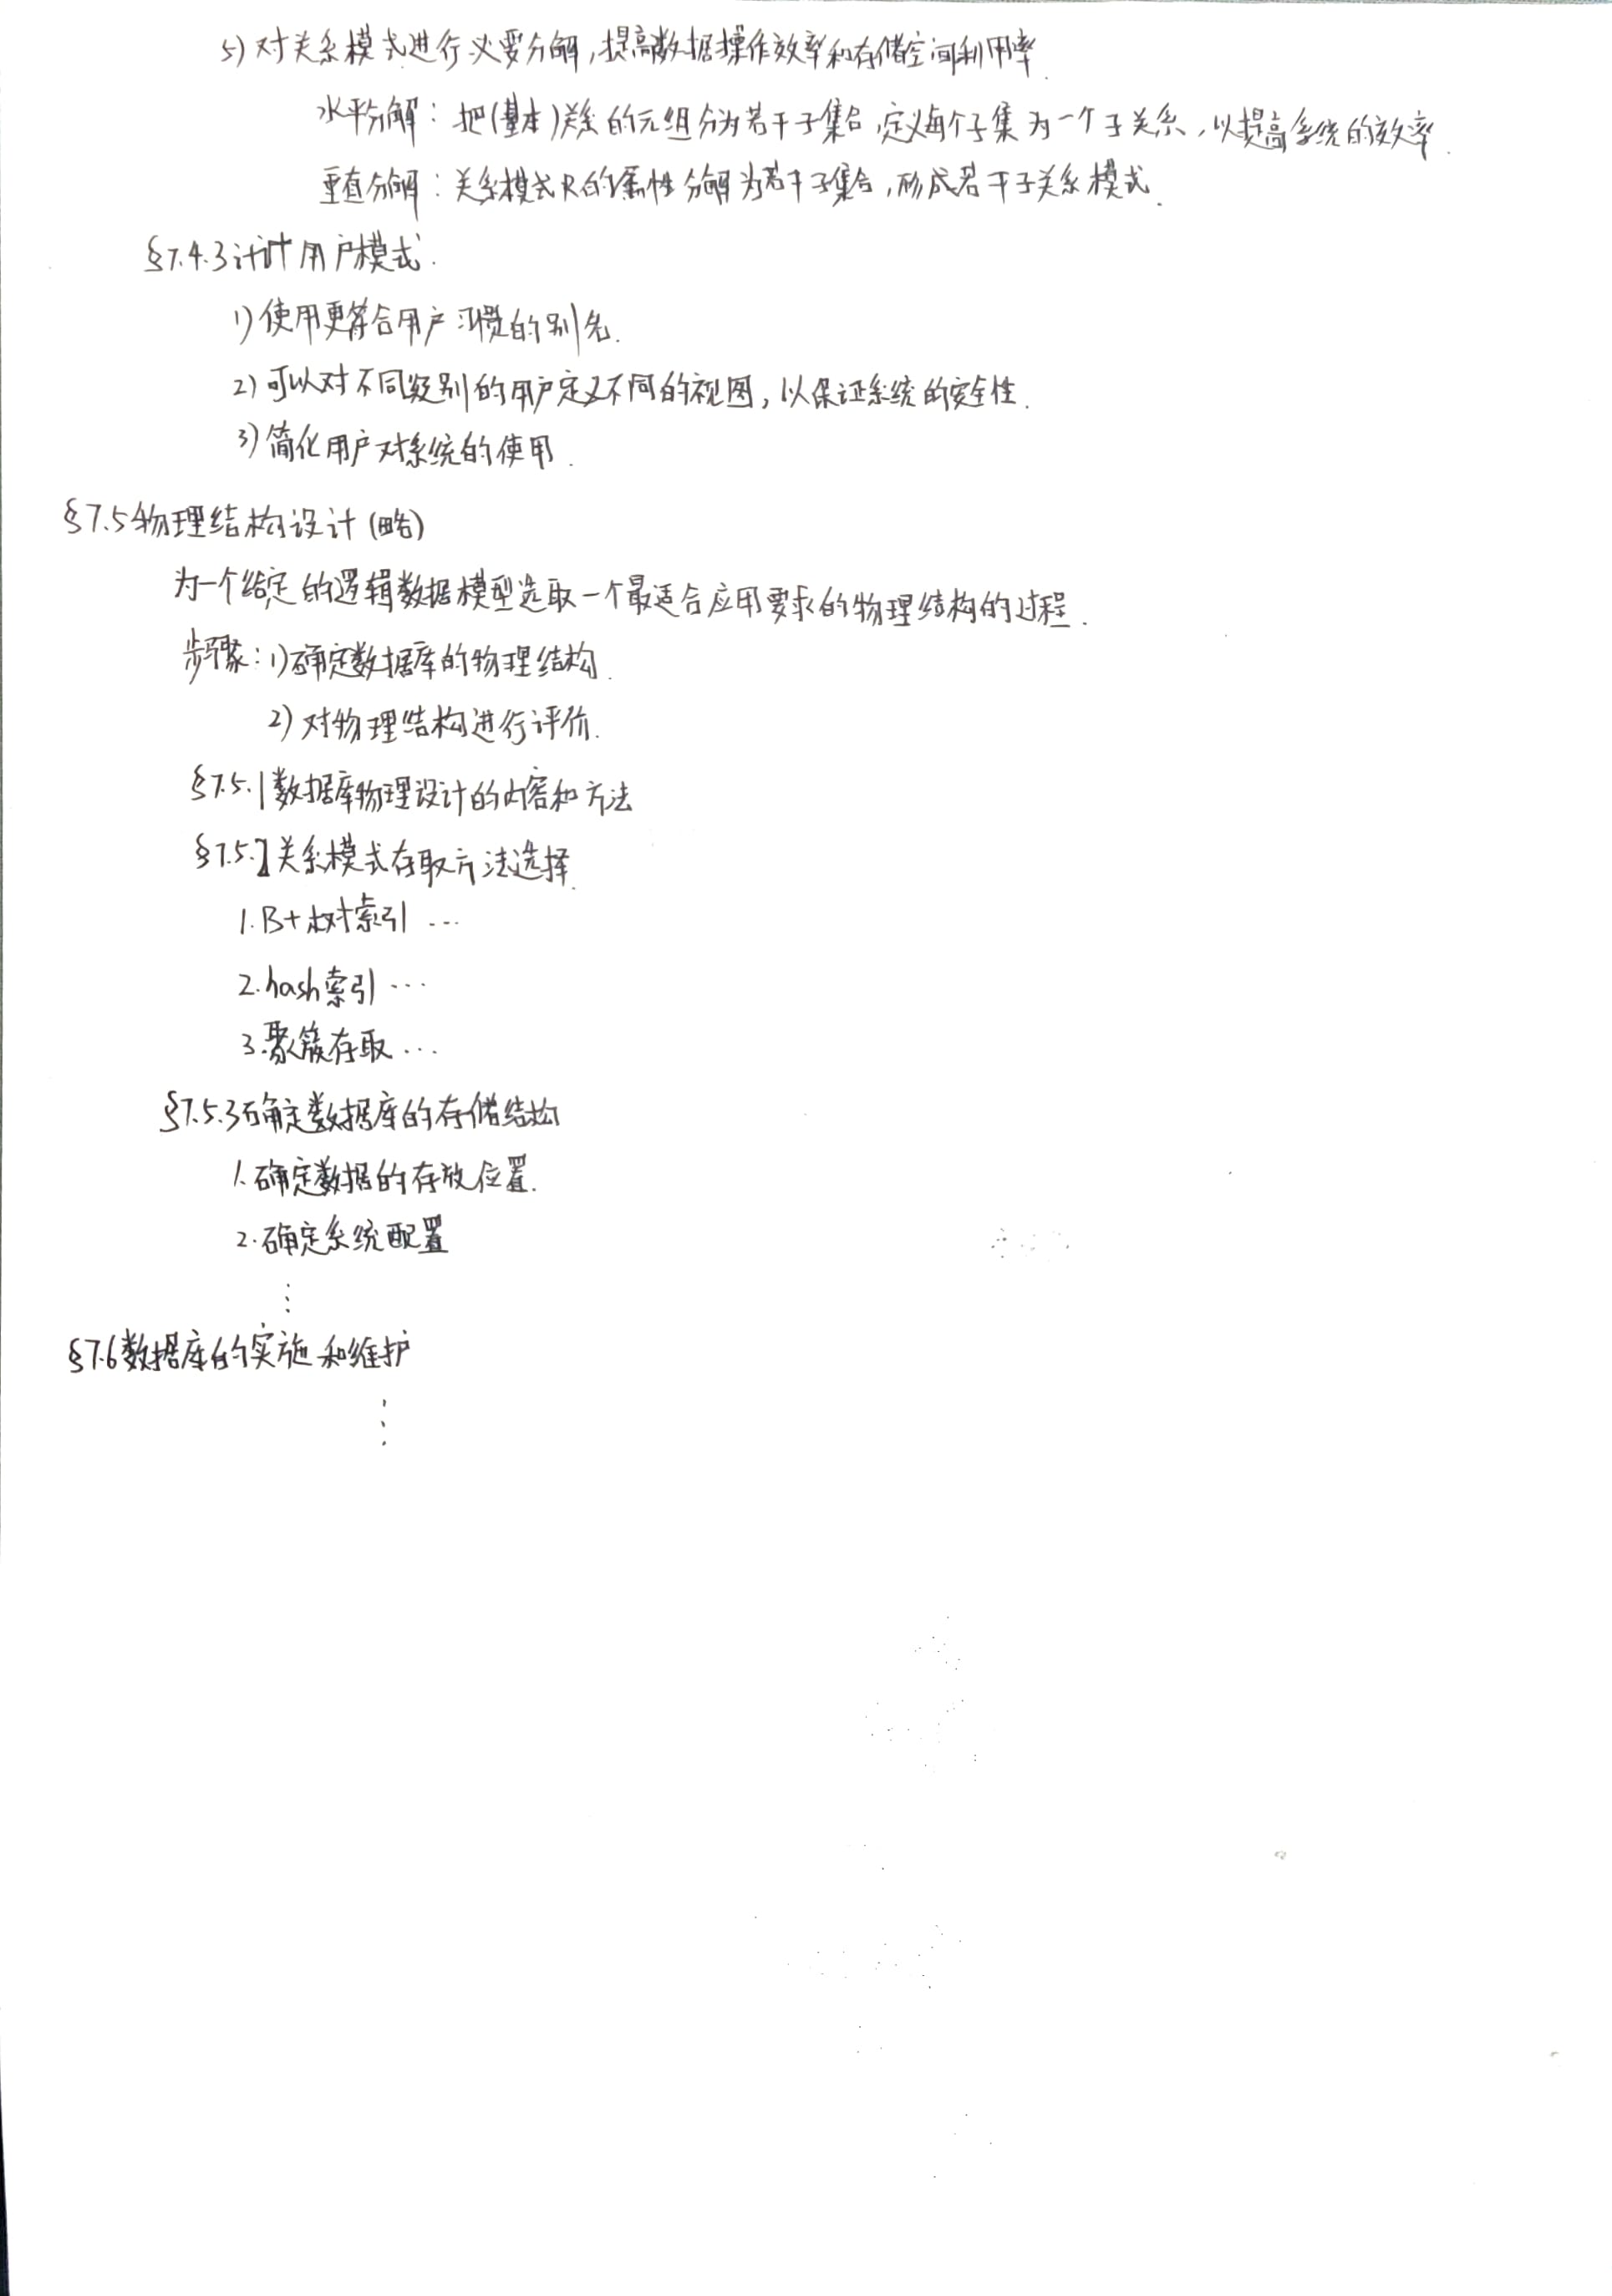 5) 对关系模式进行必要分解,提高数据操作效率和存储空间利用率.
水平分解: 把(基本)关系的元组分为若干子集合,定义每个子集为一个子关系,以提高系统的效率.
垂直分解: 关系模式R的属性分解为若干子集合,形成若干子关系模式.
§7.4.3 计计用户模式.
1) 使用更符合用户习惯的别名.
2) 可以对不同级别的用户定义不同的视图,以保证系统的安全性.
3) 简化用户对系统的使用.
§7.5 物理结构设计(略)
为一个给定的逻辑数据模型选取一个最适合应用要求的物理结构的过程.
步骤: 1) 确定数据库的物理结构.
2) 对物理结构进行评价.
§7.5.1 数据库物理设计的内容和方法
§7.5.2 关系模式存取方法选择.
1. B+树索引 ...
2. hash索引 ...
3. 聚簇存取 ...
§7.5.3 确定数据库的存储结构
1. 确定数据的存放位置.
2. 确定系统配置
⋮
§7.6 数据库的实施和维护
⋮